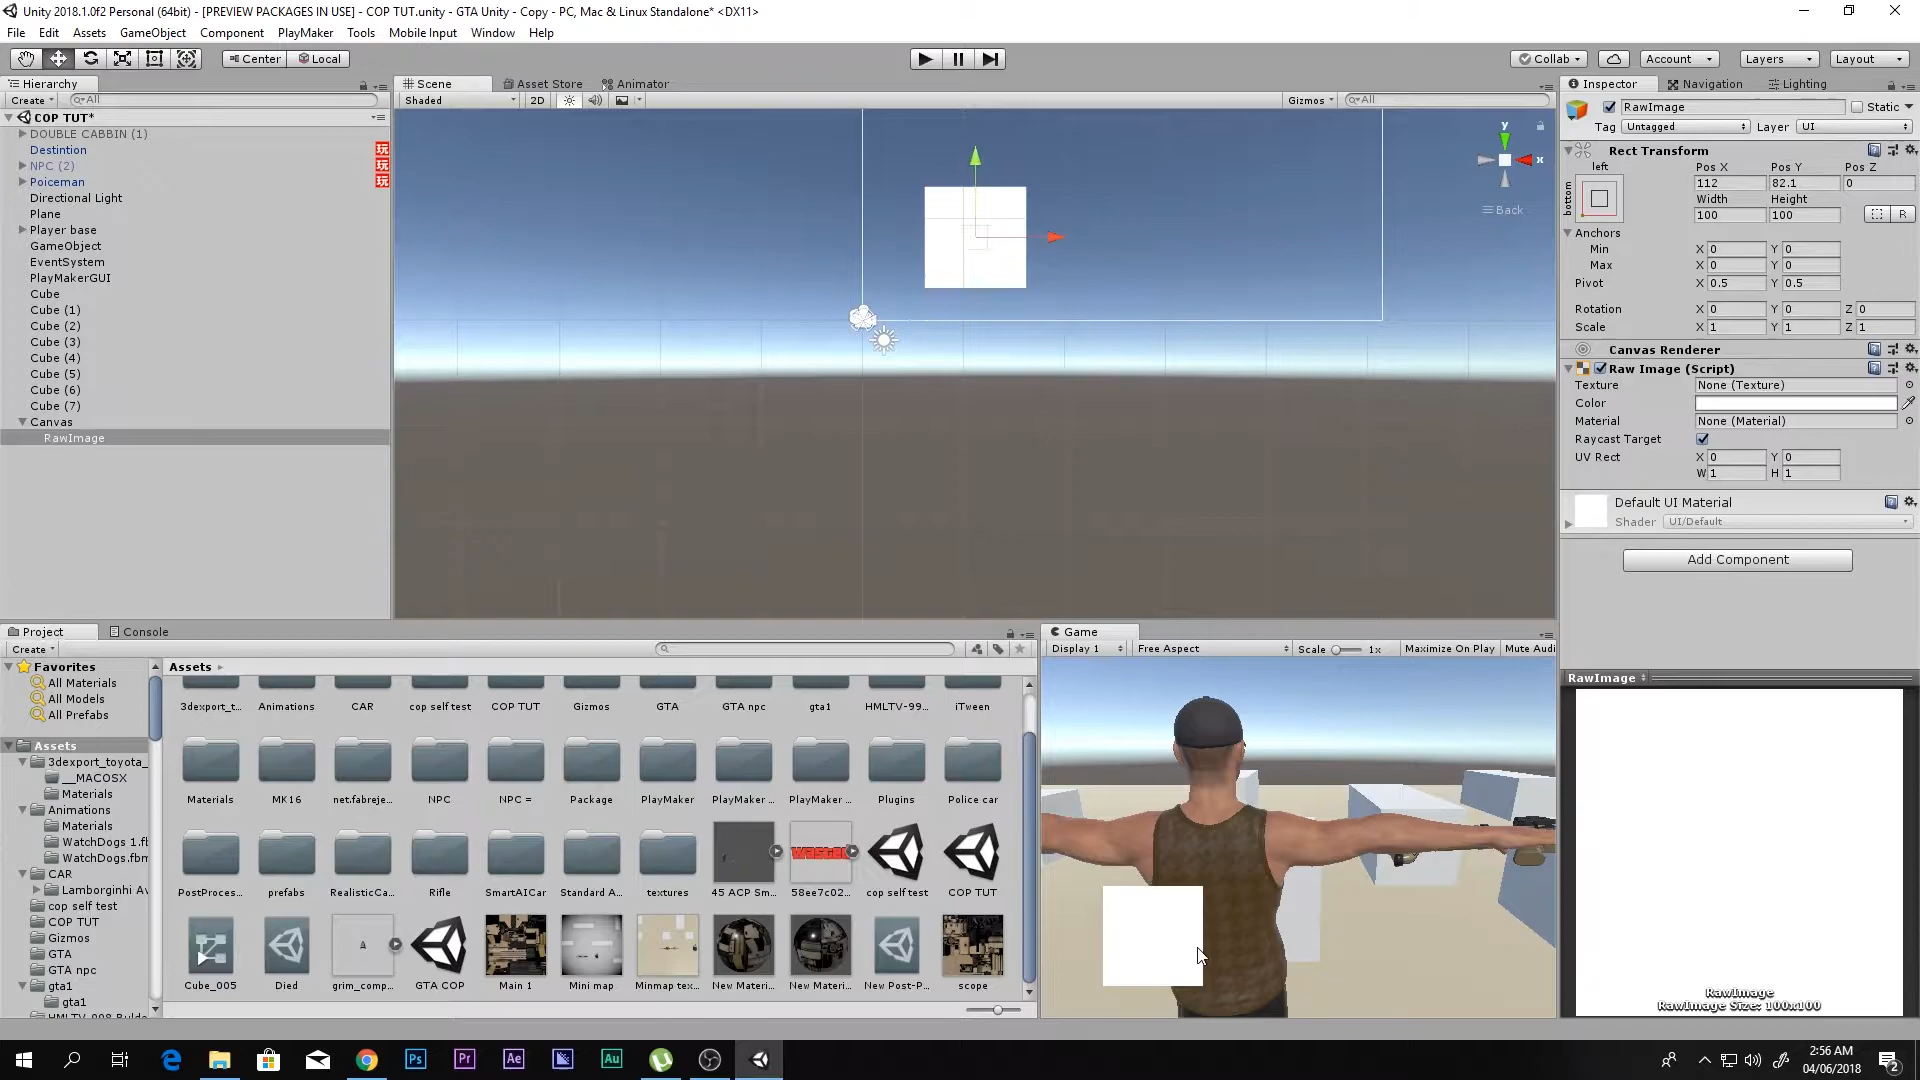 Unity 2018.1.0f2 Personal (64bit) - [PREVIEW PACKAGES IN USE] - COP TUT.unity - GTA Unity - Copy - PC, Mac & Linux Standalone* <DX11>
File Edit Assets GameObject Component PlayMaker Tools Mobile Input Window Help
Center Local Collab Account Layers Layout
Hierarchy
Create All
COP TUT*
DOUBLE CABBIN (1)
Destintion 玩
NPC (2) 玩
Poiceman 玩
Directional Light
Plane
Player base
GameObject
EventSystem
PlayMakerGUI
Cube
Cube (1)
Cube (2)
Cube (3)
Cube (4)
Cube (5)
Cube (6)
Cube (7)
Canvas
RawImage
Scene Asset Store Animator
Shaded 2D Gizmos All
y
x
Back
Inspector Navigation Lighting
RawImage Static
Tag Untagged Layer UI
Rect Transform
left Pos X Pos Y Pos Z
bottom 112 82.1 0
Width Height
100 100 R
Anchors
Min X 0 Y 0
Max X 0 Y 0
Pivot X 0.5 Y 0.5
Rotation X 0 Y 0 Z 0
Scale X 1 Y 1 Z 1
Canvas Renderer
Raw Image (Script)
Texture None (Texture)
Color
Material None (Material)
Raycast Target
UV Rect X 0 Y 0
W 1 H 1
Default UI Material
Shader UI/Default
Add Component
Project Console
Create
Favorites
All Materials
All Models
All Prefabs
Assets
3dexport_toyota_
__MACOSX
Materials
Animations
Materials
WatchDogs 1.fb
WatchDogs.fbm
CAR
Lamborginhi Av
cop self test
COP TUT
Gizmos
GTA
GTA npc
gta1
gta1
Assets
3dexport_t... Animations CAR cop self test COP TUT Gizmos GTA GTA npc gta1 HMLTV-99... iTween
Materials MK16 net.fabreje... NPC NPC = Package PlayMaker PlayMaker ... PlayMaker ... Plugins Police car
wasted
PostProces... prefabs RealisticCa... Rifle SmartAICar Standard A... textures 45 ACP Sm... 58ee7c02... cop self test COP TUT
Cube_005 Died grim_comp... GTA COP Main 1 Mini map Minmap tex... New Materi... New Materi... New Post-P... scope
Game
Display 1 Free Aspect Scale 1x Maximize On Play Mute Audi
RawImage
RawImage
RawImage Size: 100x100
Ps Pr Ae Au
2:56 AM
04/06/2018
2